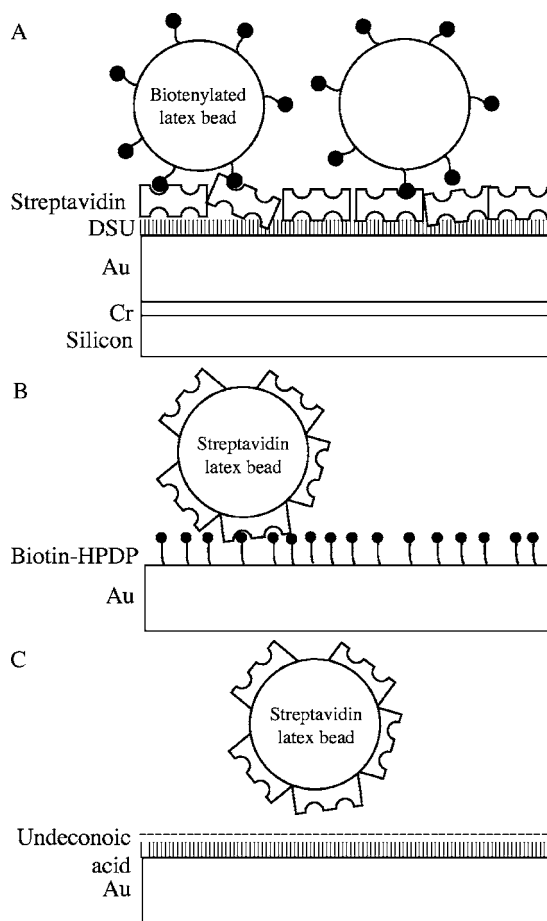 A
Biotenylated
latex bead
Streptavidin
DSU
Au
Cr
Silicon
B
Streptavidin
latex bead
Biotin-HPDP
Au
C
Streptavidin
latex bead
Undeconoic
acid
Au